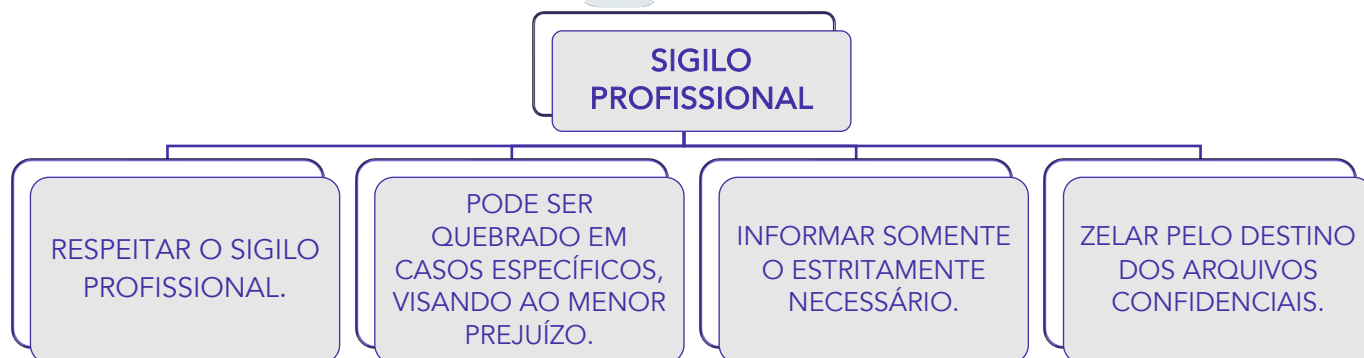 SIGILO
PROFISSIONAL
RESPEITAR O SIGILO
PROFISSIONAL.
PODE SER
QUEBRADO EM
CASOS ESPECÍFICOS,
VISANDO AO MENOR
PREJUÍZO.
INFORMAR SOMENTE
O ESTRITAMENTE
NECESSÁRIO.
ZELAR PELO DESTINO
DOS ARQUIVOS
CONFIDENCIAIS.